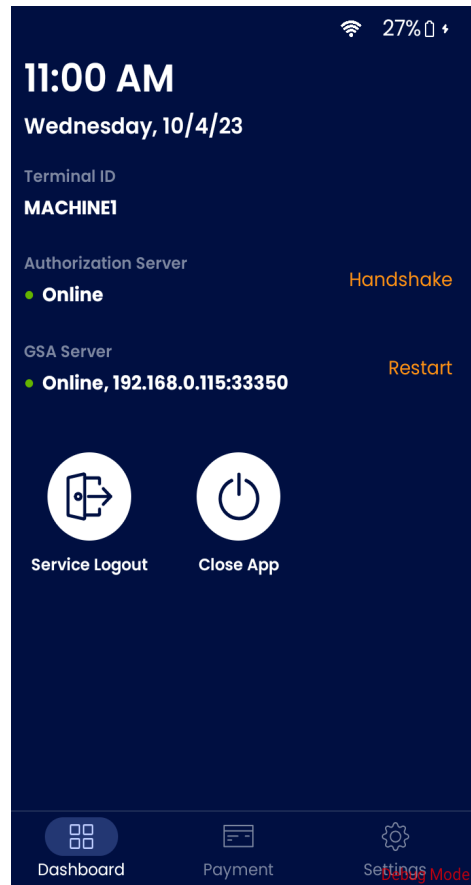 27%
11:00 AM
Wednesday, 10/4/23
Terminal ID
MACHINE1
Authorization Server
Online
Handshake
GSA Server
Online, 192.168.0.115:33350
Restart
Service Logout
Close App
Dashboard
Payment
Settings
Debug Mode